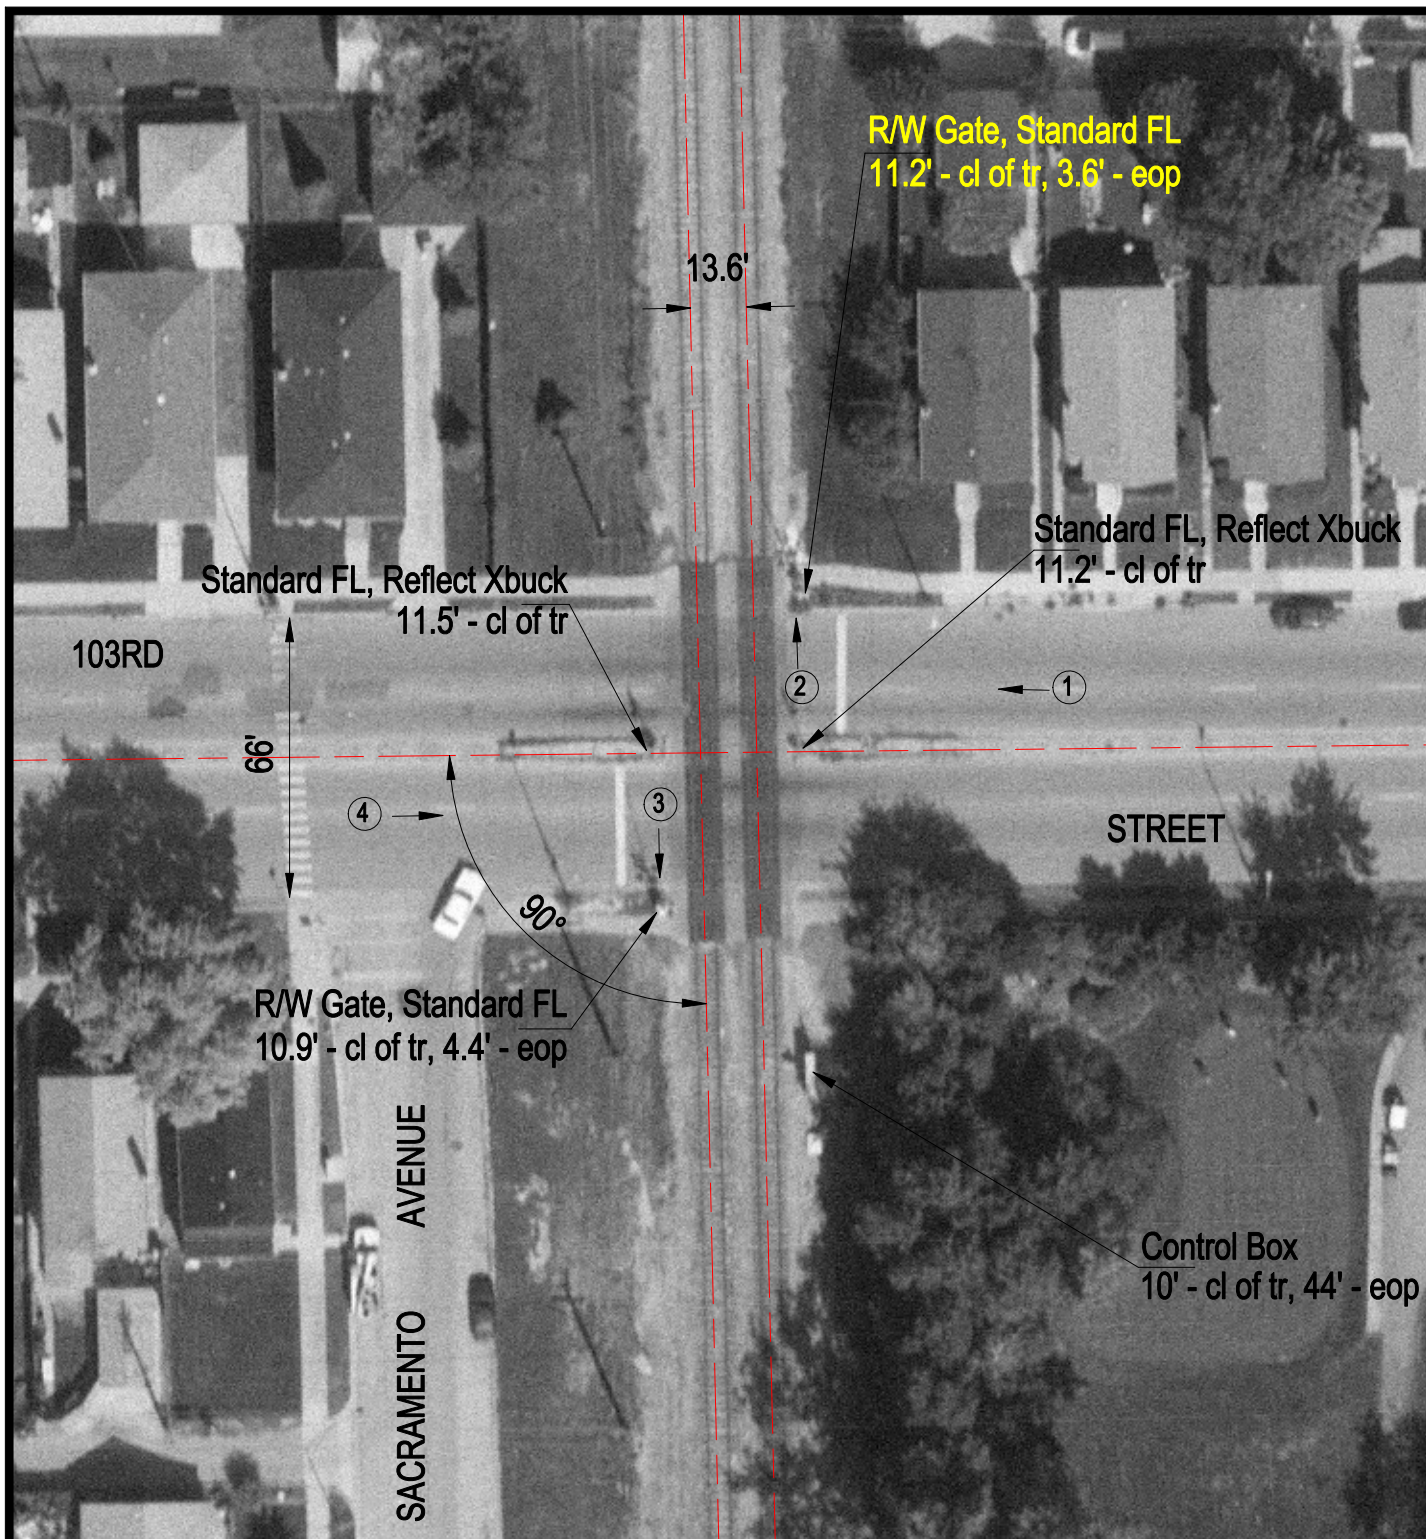 R/W Gate, Standard FL
11.2' - cl of tr, 3.6' - eop
13.6'
Standard FL, Reflect Xbuck
11.2' - cl of tr
Standard FL, Reflect Xbuck
11.5' - cl of tr
103RD
2
1
66'
4
3
STREET
90°
R/W Gate, Standard FL
10.9' - cl of tr, 4.4' - eop
SACRAMENTO AVENUE
Control Box
10' - cl of tr, 44' - eop